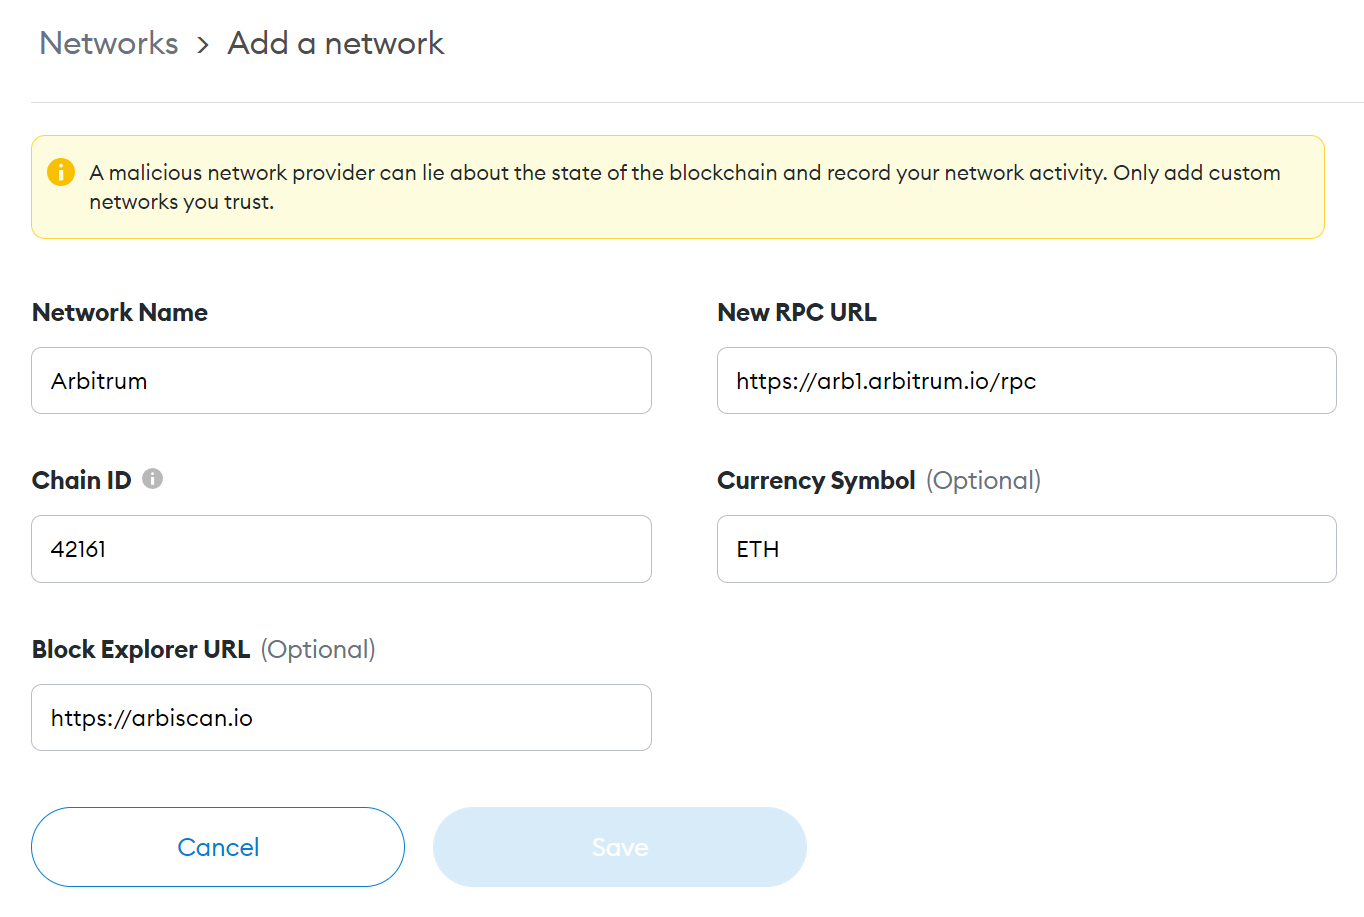 Networks > Add a network
A malicious network provider can lie about the state of the blockchain and record your network activity. Only add custom
networks you trust.
Network Name
New RPC URL
Arbitrum
https://arb1.arbitrum.io/rpc
Chain ID
Currency Symbol (Optional)
42161
ETH
Block Explorer URL (Optional)
https://arbiscan.io
Cancel
Save